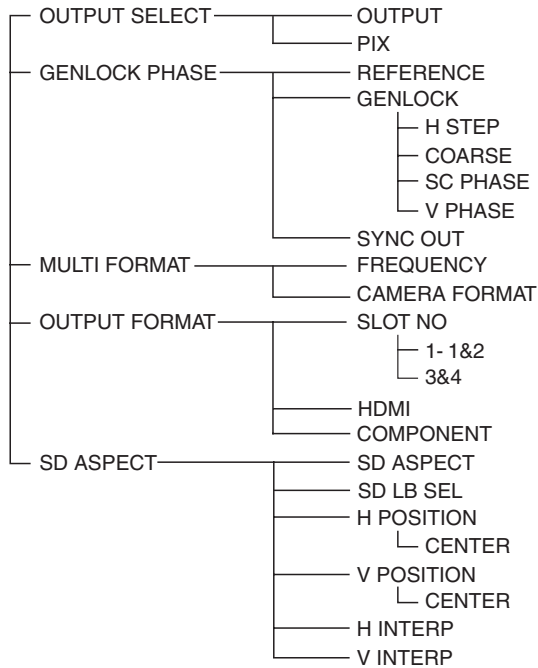 OUTPUT SELECT OUTPUT
PIX
GENLOCK PHASE REFERENCE
GENLOCK
H STEP
COARSE
SC PHASE
V PHASE
SYNC OUT
MULTI FORMAT FREQUENCY
CAMERA FORMAT
OUTPUT FORMAT SLOT NO
1- 1&2
3&4
HDMI
COMPONENT
SD ASPECT SD ASPECT
SD LB SEL
H POSITION
CENTER
V POSITION
CENTER
H INTERP
V INTERP